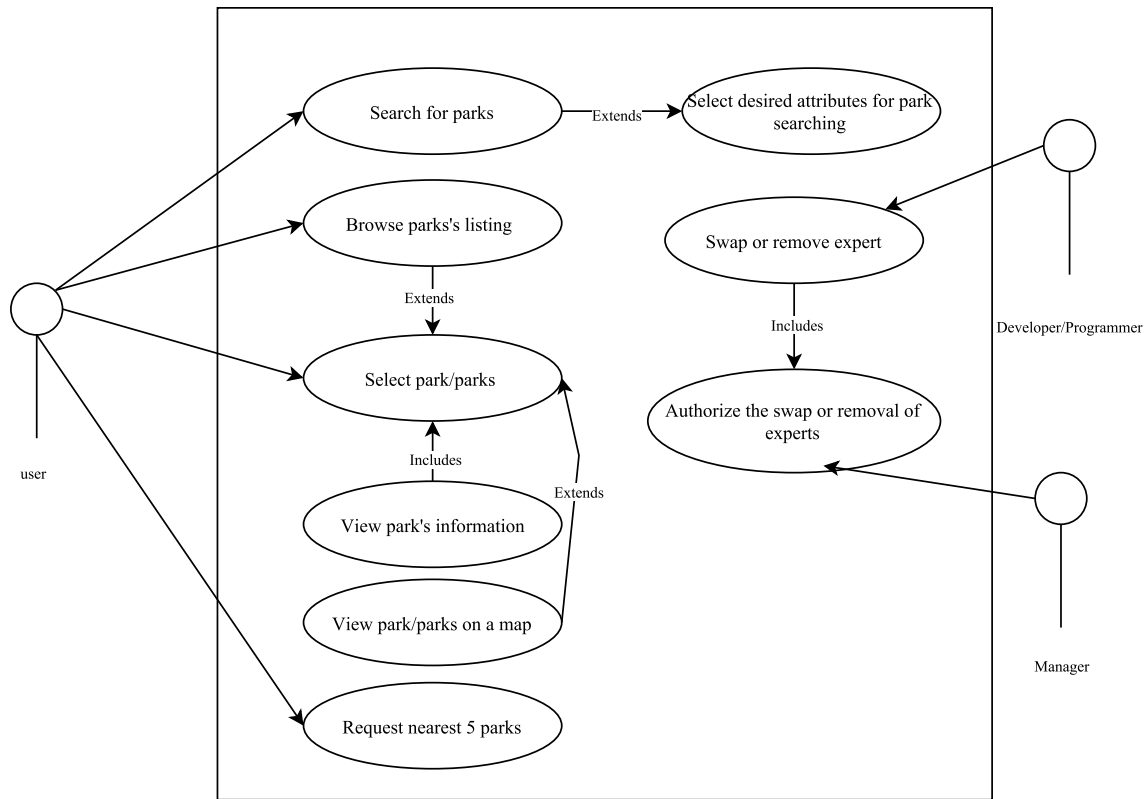 Search for parks
Extends
Select desired attributes for park
searching
Browse parks's listing
Swap or remove expert
Extends
Includes
Developer/Programmer
Select park/parks
Authorize the swap or removal of
experts
Includes
user
Extends
View park's information
View park/parks on a map
Manager
Request nearest 5 parks